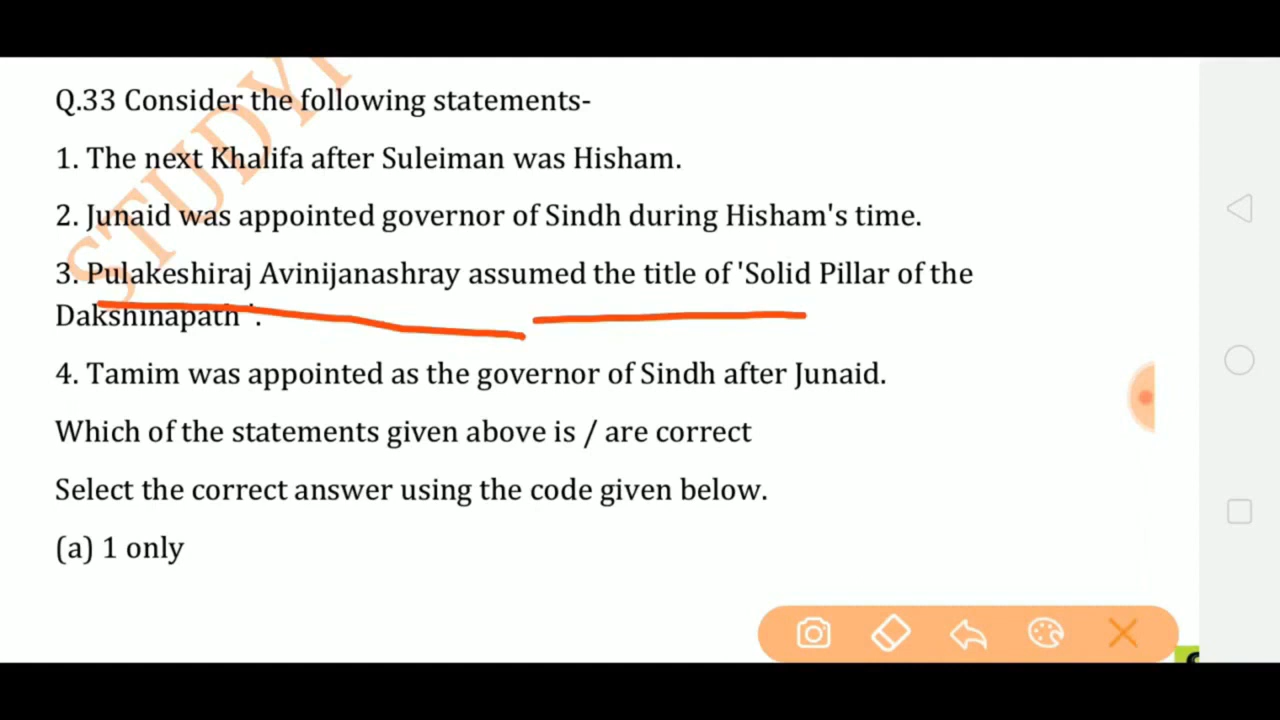 Q.33 Consider the following statements-
1. The next Khalifa after Suleiman was Hisham.
2. Junaid was appointed governor of Sindh during Hisham's time.
3. Pulakeshiraj Avinijanashray assumed the title of 'Solid Pillar of the
Dakshinapath '.
4. Tamim was appointed as the governor of Sindh after Junaid.
Which of the statements given above is / are correct
Select the correct answer using the code given below.
(a) 1 only